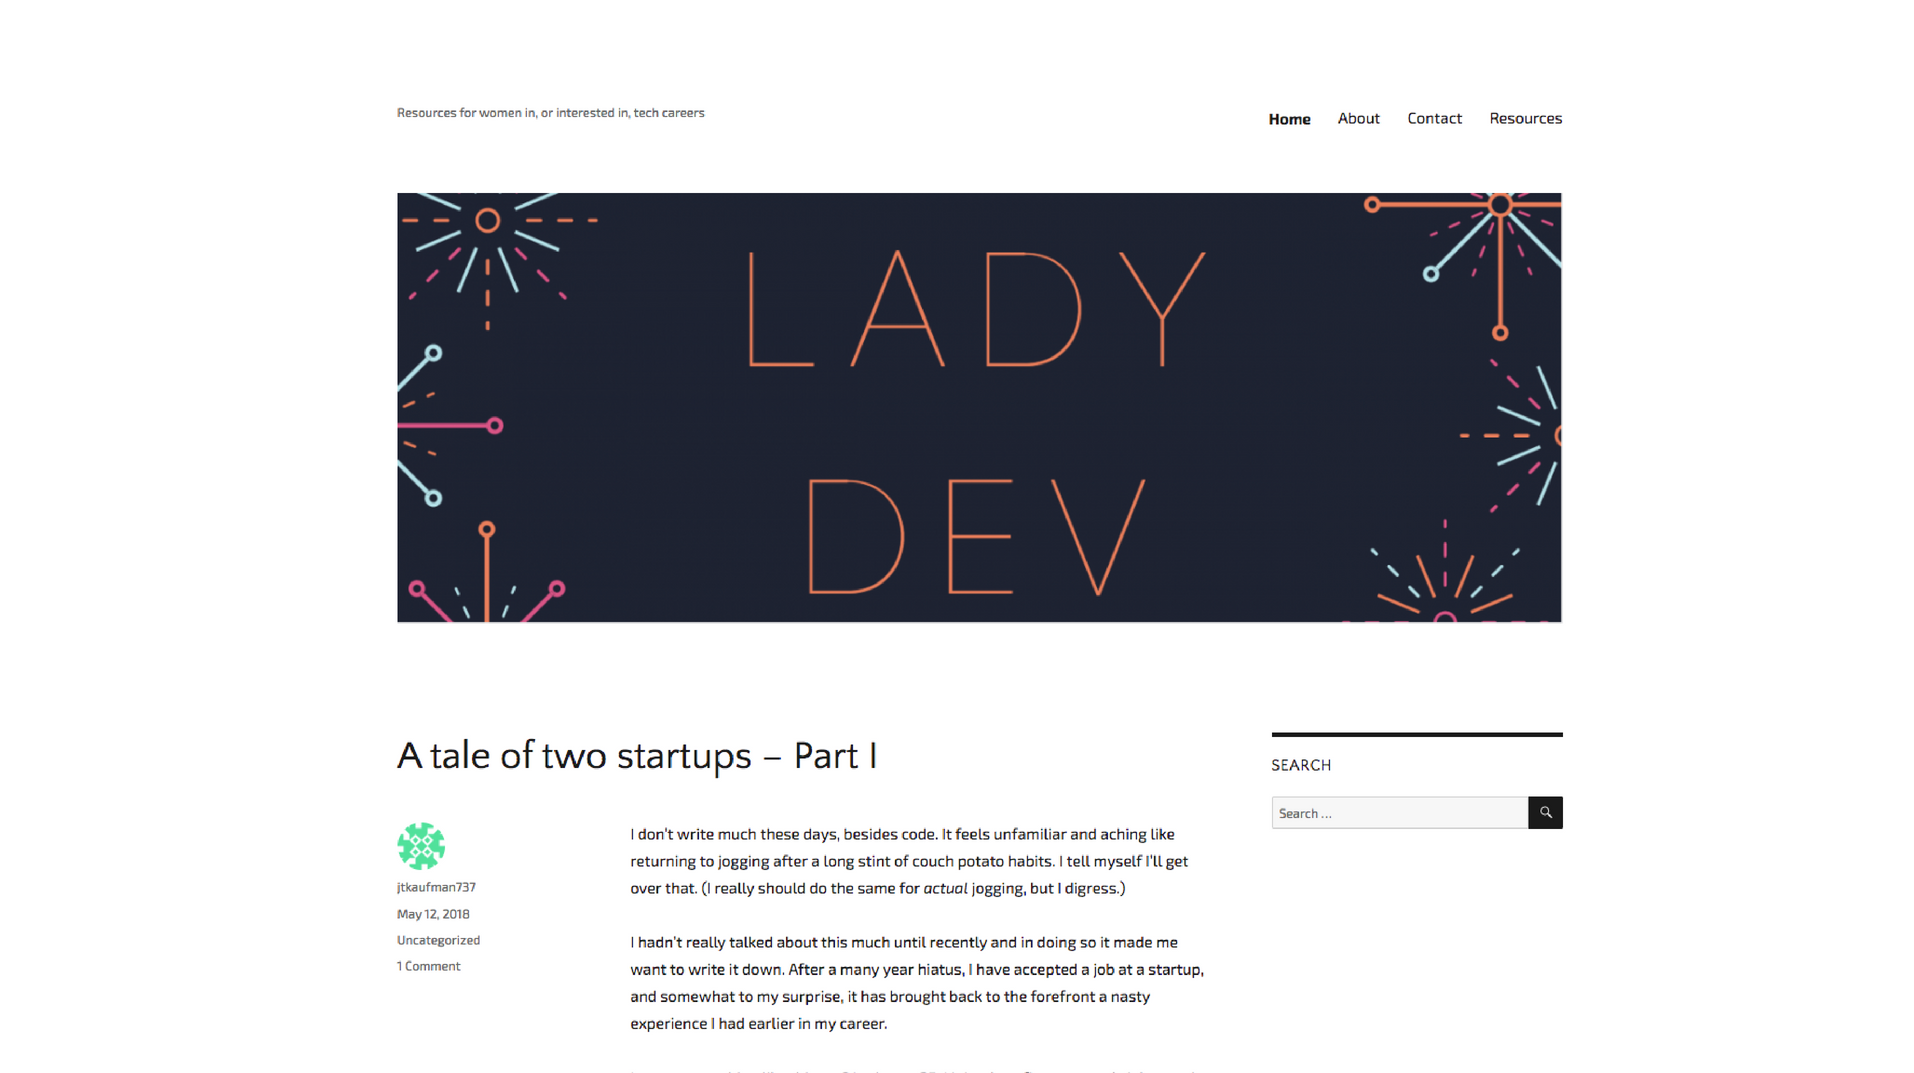 Resources for women in, or interested in, tech careers
Home About Contact Resources
LADY
DEV
A tale of two startups – Part I
SEARCH
Search …
jtkaufman737
May 12, 2018
Uncategorized
1 Comment
I don't write much these days, besides code. It feels unfamiliar and aching like
returning to jogging after a long stint of couch potato habits. I tell myself I'll get
over that. (I really should do the same for actual jogging, but I digress.)
I hadn't really talked about this much until recently and in doing so it made me
want to write it down. After a many year hiatus, I have accepted a job at a startup,
and somewhat to my surprise, it has brought back to the forefront a nasty
experience I had earlier in my career.